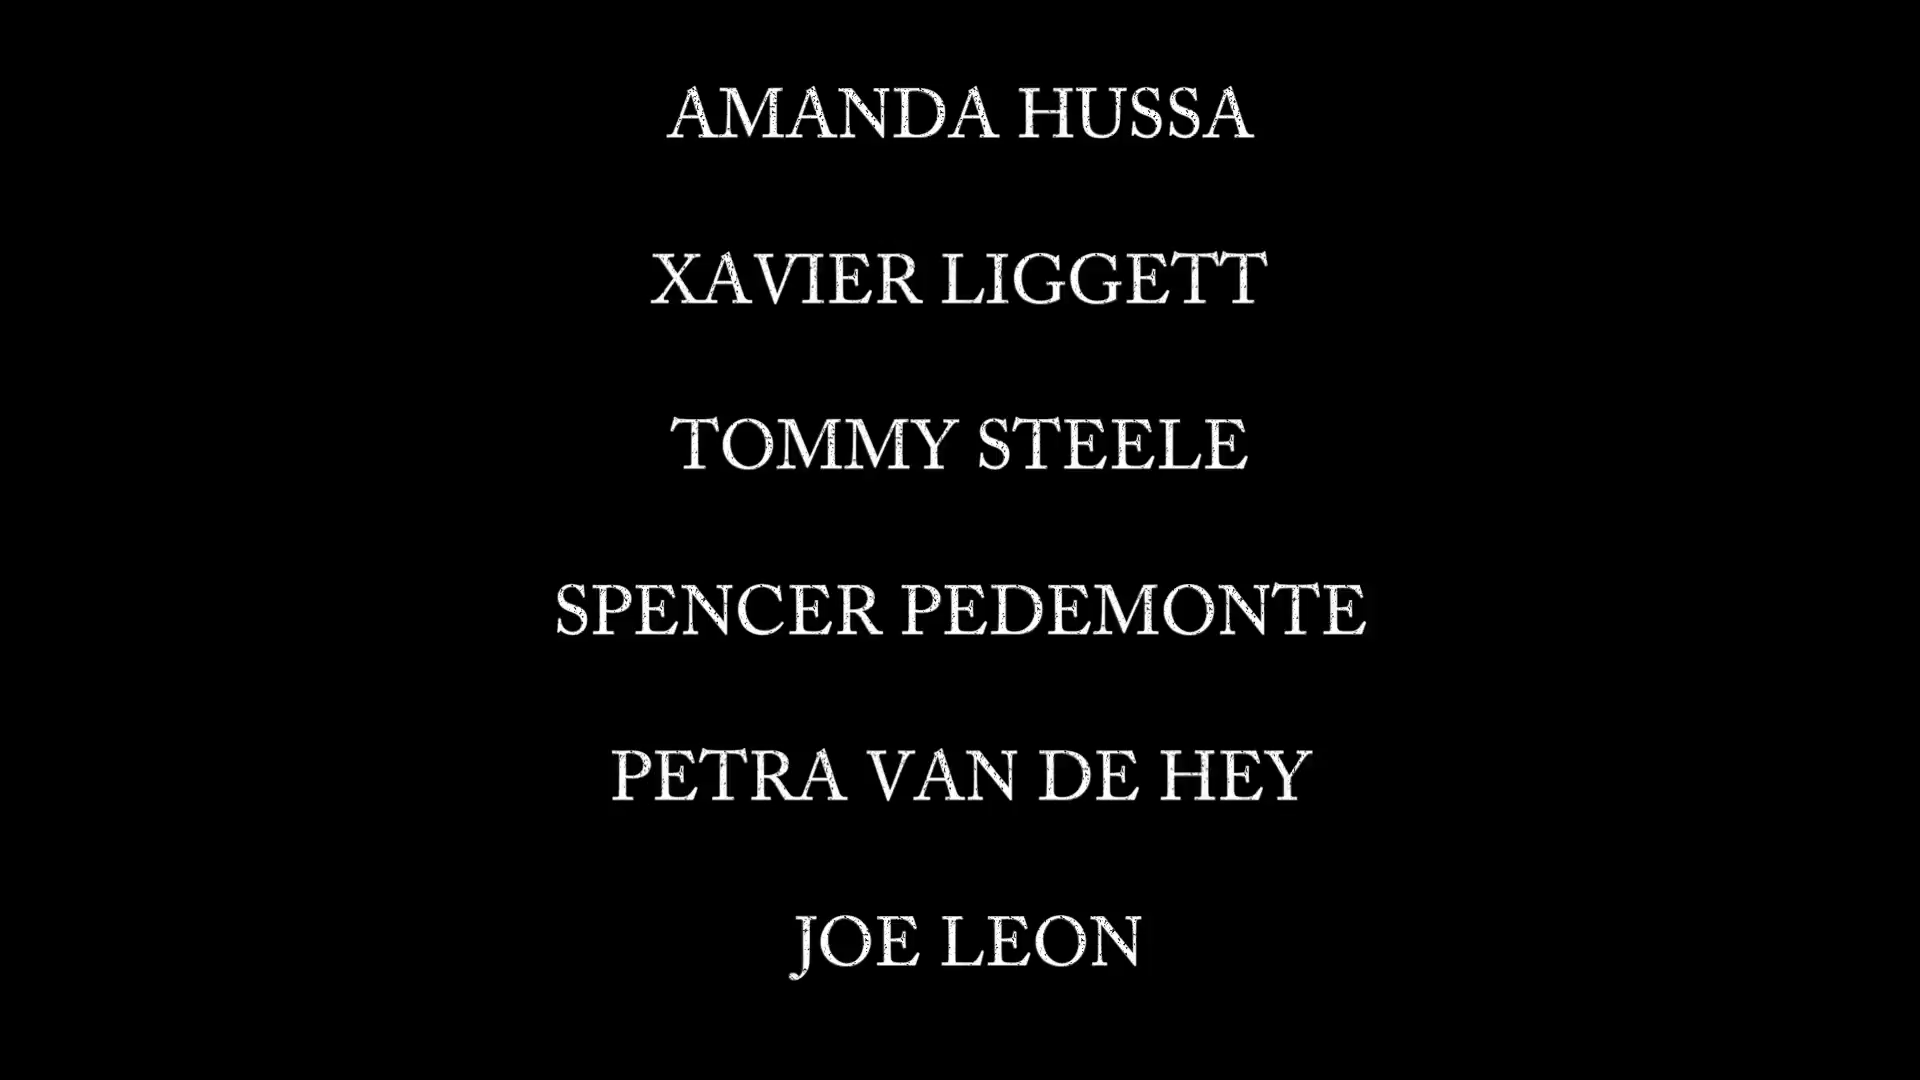 AMANDA HUSSA
XAVIER LIGGETT
TOMMY STEELE
SPENCER PEDEMONTE
PETRA VAN DE HEY
JOE LEON